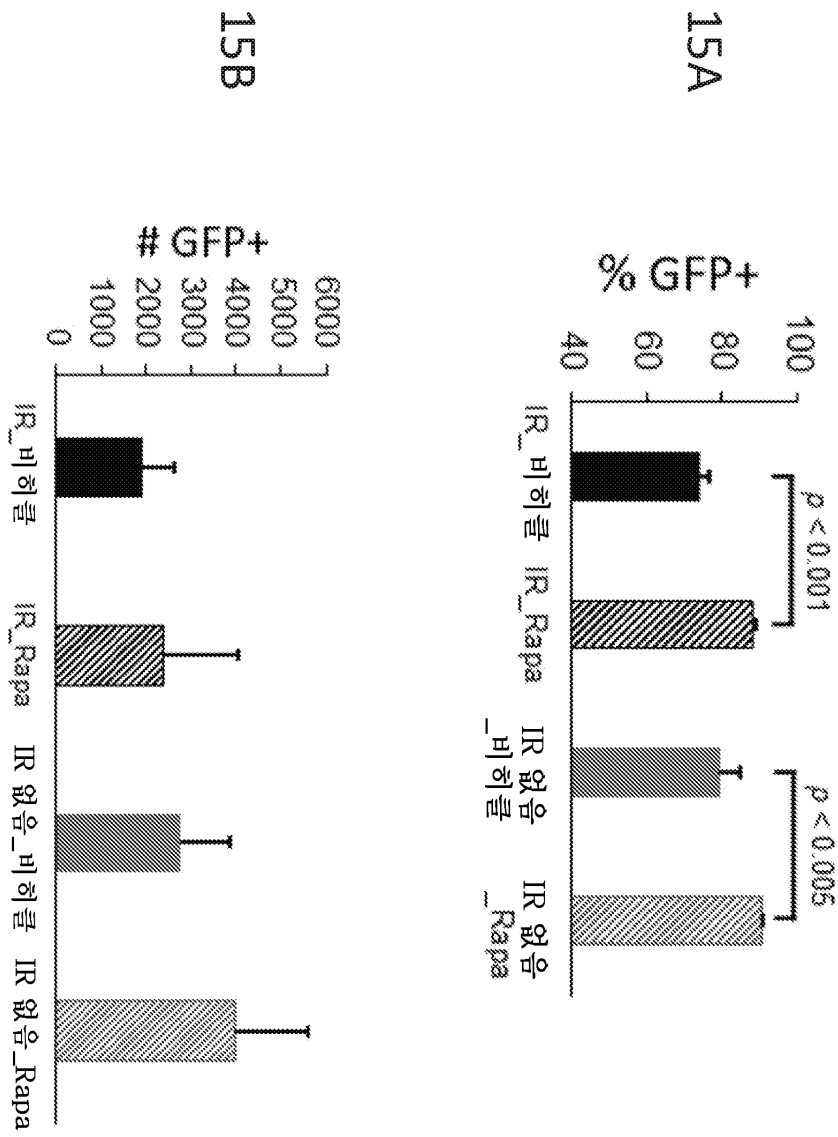 15A
% GFP+
100
80
60
40
p < 0.001
p < 0.005
IR_비히클
IR_Rapa
IR 없음
_비히클
IR 없음
_Rapa
15B
# GFP+
6000
5000
4000
3000
2000
1000
0
IR_비히클
IR_Rapa
IR 없음_비히클
IR 없음_Rapa